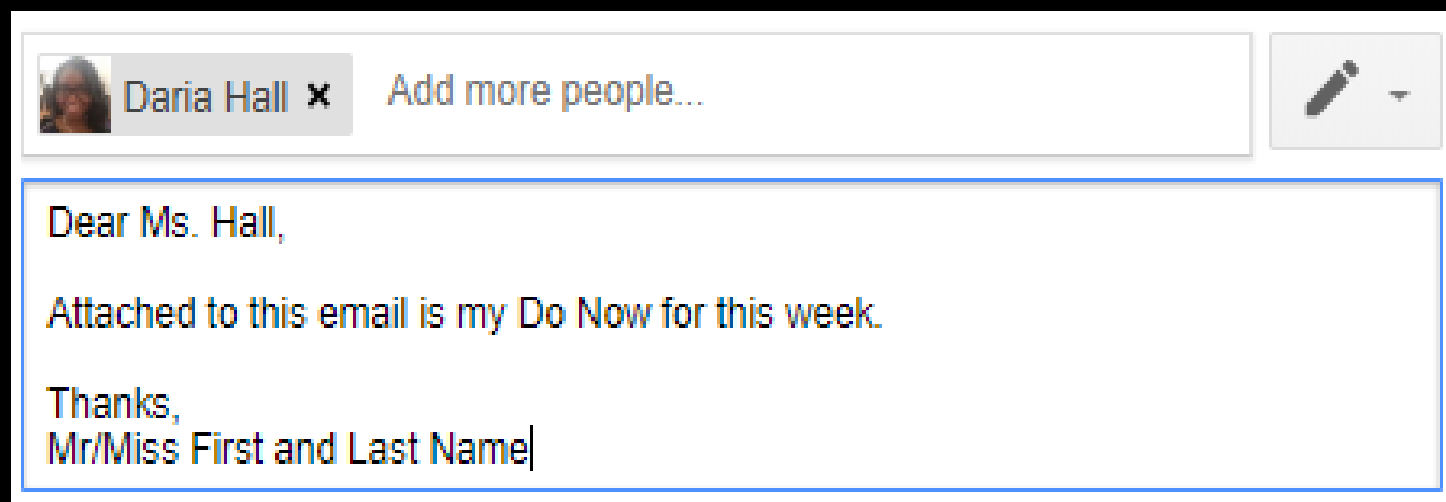 Daria Hall × Add more people...
Dear Ms. Hall,
Attached to this email is my Do Now for this week.
Thanks,
Mr/Miss First and Last Name